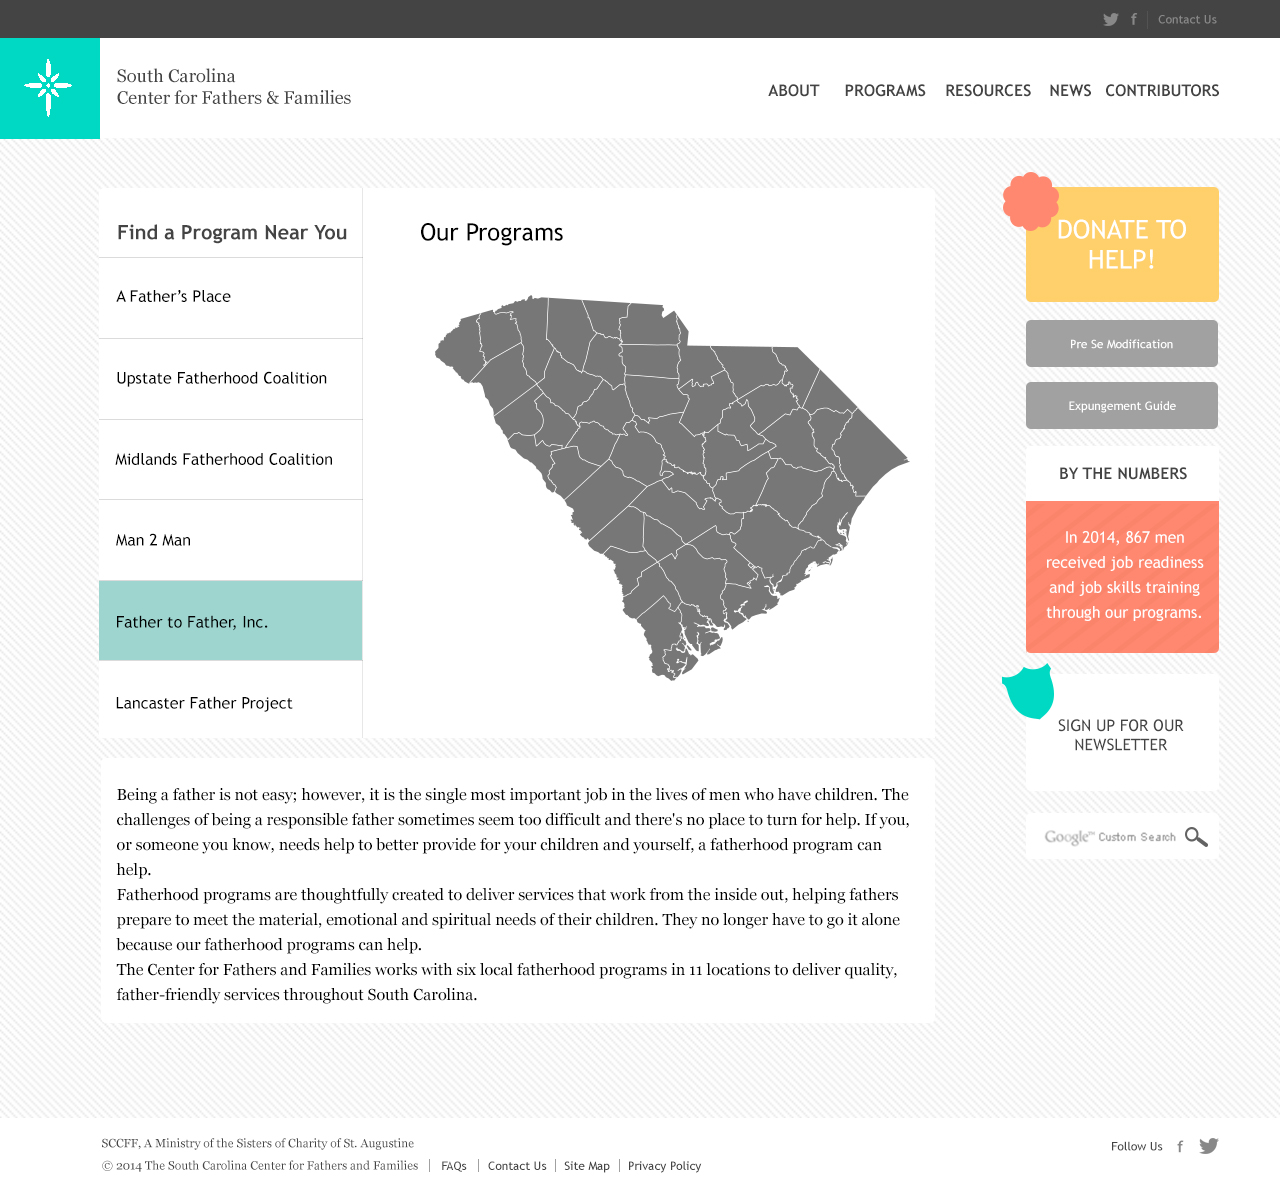 Contact Us
South Carolina
Center for Fathers & Families
ABOUT PROGRAMS RESOURCES NEWS CONTRIBUTORS
Find a Program Near You
A Father’s Place
Upstate Fatherhood Coalition
Midlands Fatherhood Coalition
Man 2 Man
Father to Father, Inc.
Lancaster Father Project
Our Programs
DONATE TO
HELP!
Pre Se Modification
Expungement Guide
BY THE NUMBERS
In 2014, 867 men
received job readiness
and job skills training
through our programs.
SIGN UP FOR OUR
NEWSLETTER
Google™ Custom Search
Being a father is not easy; however, it is the single most important job in the lives of men who have children. The
challenges of being a responsible father sometimes seem too difficult and there's no place to turn for help. If you,
or someone you know, needs help to better provide for your children and yourself, a fatherhood program can
help.
Fatherhood programs are thoughtfully created to deliver services that work from the inside out, helping fathers
prepare to meet the material, emotional and spiritual needs of their children. They no longer have to go it alone
because our fatherhood programs can help.
The Center for Fathers and Families works with six local fatherhood programs in 11 locations to deliver quality,
father-friendly services throughout South Carolina.
SCCFF, A Ministry of the Sisters of Charity of St. Augustine
© 2014 The South Carolina Center for Fathers and Families | FAQs | Contact Us | Site Map | Privacy Policy
Follow Us